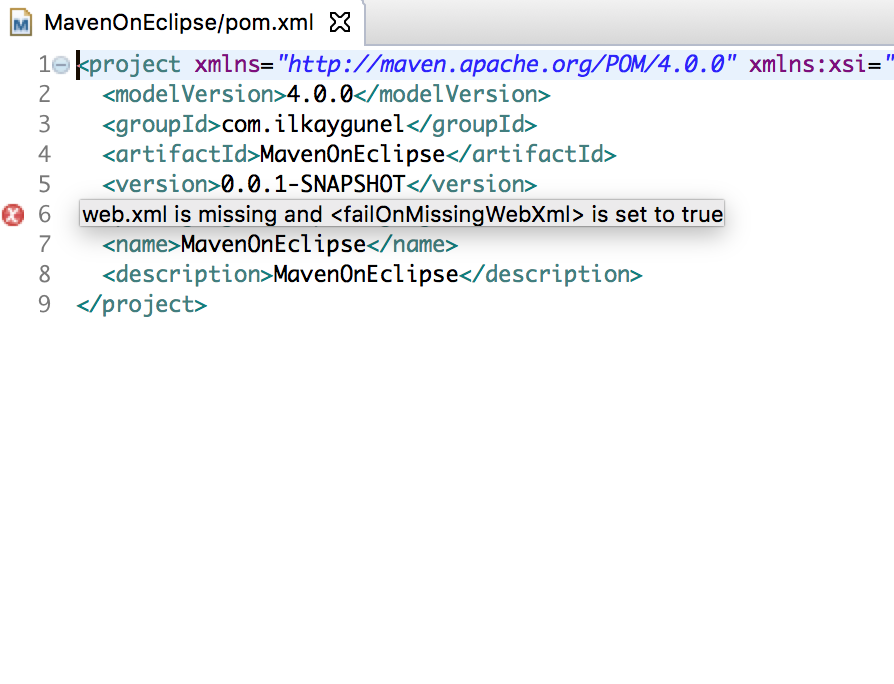 MavenOnEclipse/pom.xml
1 <project xmlns="http://maven.apache.org/POM/4.0.0" xmlns:xsi="
2 <modelVersion>4.0.0</modelVersion>
3 <groupId>com.ilkaygunel</groupId>
4 <artifactId>MavenOnEclipse</artifactId>
5 <version>0.0.1-SNAPSHOT</version>
6 web.xml is missing and <failOnMissingWebXml> is set to true
7 <name>MavenOnEclipse</name>
8 <description>MavenOnEclipse</description>
9 </project>